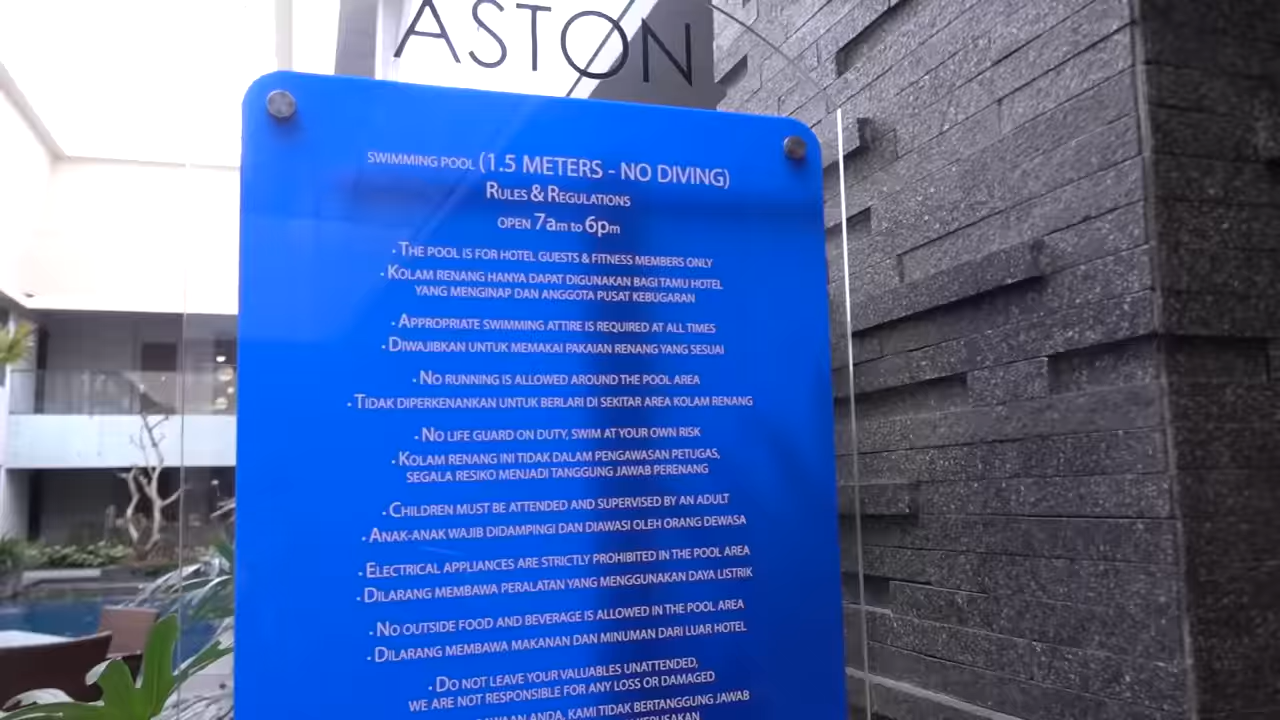 ASTON
SWIMMING POOL (1.5 METERS - NO DIVING)
RULES & REGULATIONS
OPEN 7am to 6pm
• THE POOL IS FOR HOTEL GUESTS & FITNESS MEMBERS ONLY
• KOLAM RENANG HANYA DAPAT DIGUNAKAN BAGI TAMU HOTEL
YANG MENGINAP DAN ANGGOTA PUSAT KEBUGARAN
• APPROPRIATE SWIMMING ATTIRE IS REQUIRED AT ALL TIMES
• DIWAJIBKAN UNTUK MEMAKAI PAKAIAN RENANG YANG SESUAI
• NO RUNNING IS ALLOWED AROUND THE POOL AREA
• TIDAK DIPERKENANKAN UNTUK BERLARI DI SEKITAR AREA KOLAM RENANG
• NO LIFE GUARD ON DUTY, SWIM AT YOUR OWN RISK
• KOLAM RENANG INI TIDAK DALAM PENGAWASAN PETUGAS,
SEGALA RESIKO MENJADI TANGGUNG JAWAB PERENANG
• CHILDREN MUST BE ATTENDED AND SUPERVISED BY AN ADULT
• ANAK-ANAK WAJIB DIDAMPINGI DAN DIAWASI OLEH ORANG DEWASA
• ELECTRICAL APPLIANCES ARE STRICTLY PROHIBITED IN THE POOL AREA
• DILARANG MEMBAWA PERALATAN YANG MENGGUNAKAN DAYA LISTRIK
• NO OUTSIDE FOOD AND BEVERAGE IS ALLOWED IN THE POOL AREA
• DILARANG MEMBAWA MAKANAN DAN MINUMAN DARI LUAR HOTEL
• DO NOT LEAVE YOUR VALUABLES UNATTENDED,
WE ARE NOT RESPONSIBLE FOR ANY LOSS OR DAMAGED
ANDA, KAMI TIDAK BERTANGGUNG JAWAB